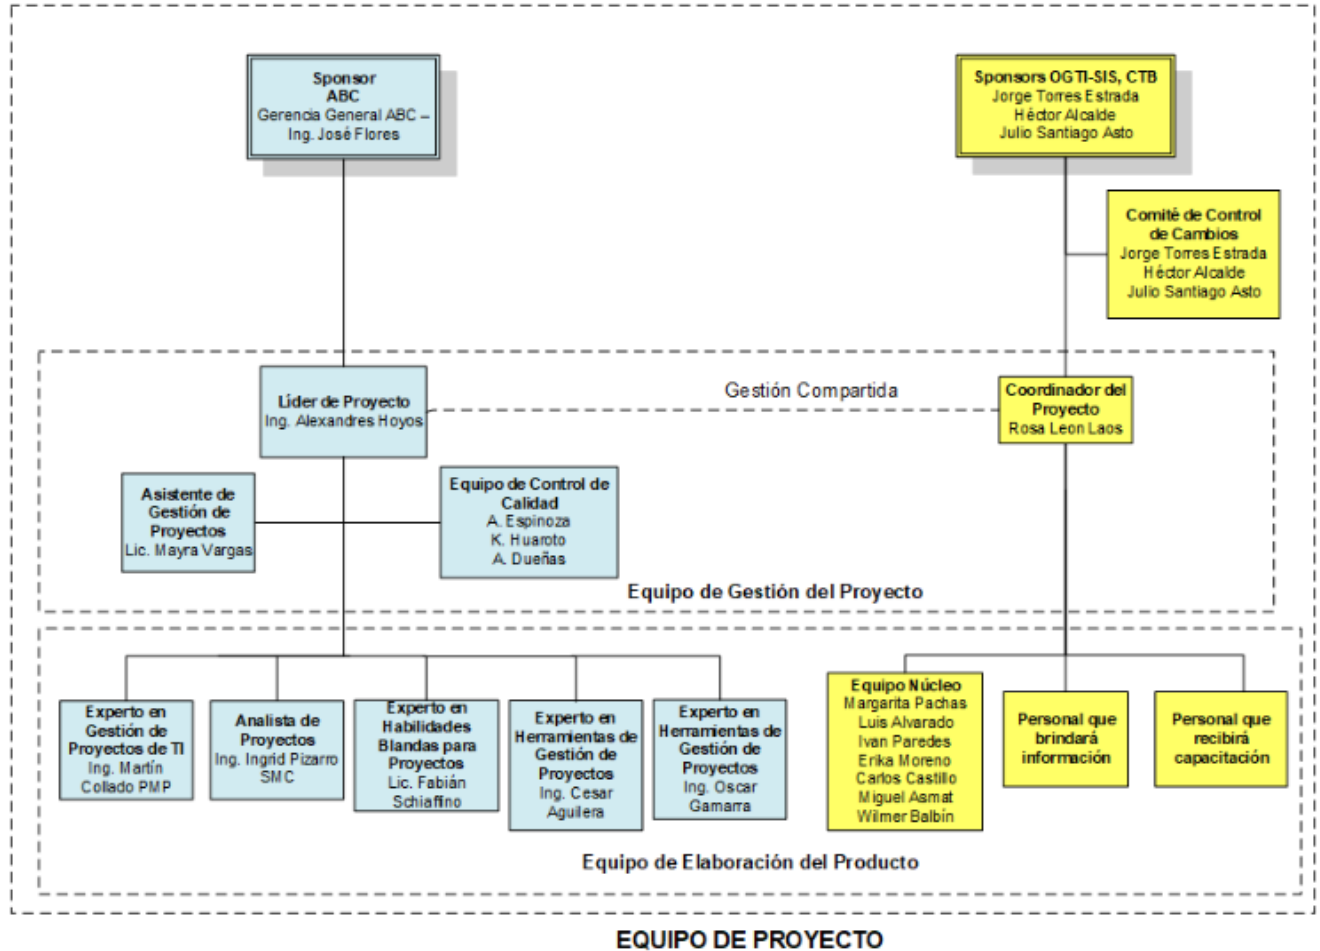 Sponsor
ABC
Gerencia General ABC –
Ing. José Flores
Sponsors OGTI-SIS, CTB
Jorge Torres Estrada
Héctor Alcalde
Julio Santiago Asto
Comité de Control
de Cambios
Jorge Torres Estrada
Héctor Alcalde
Julio Santiago Asto
Líder de Proyecto
Ing. Alexandres Hoyos
Gestión Compartida
Coordinador del
Proyecto
Rosa Leon Laos
Asistente de
Gestión de
Proyectos
Lic. Mayra Vargas
Equipo de Control de
Calidad
A. Espinoza
K. Huaroto
A. Dueñas
Equipo de Gestión del Proyecto
Experto en
Gestión de
Proyectos de TI
Ing. Martín
Collado PMP
Analista de
Proyectos
Ing. Ingrid Pizarro
SMC
Experto en
Habilidades
Blandas para
Proyectos
Lic. Fabián
Schiaffino
Experto en
Herramientas de
Gestión de
Proyectos
Ing. Cesar
Aguilera
Experto en
Herramientas de
Gestión de
Proyectos
Ing. Oscar
Gamarra
Equipo Núcleo
Margarita Pachas
Luis Alvarado
Ivan Paredes
Erika Moreno
Carlos Castillo
Miguel Asmat
Wilmer Balbín
Personal que
brindará
información
Personal que
recibirá
capacitación
Equipo de Elaboración del Producto
EQUIPO DE PROYECTO